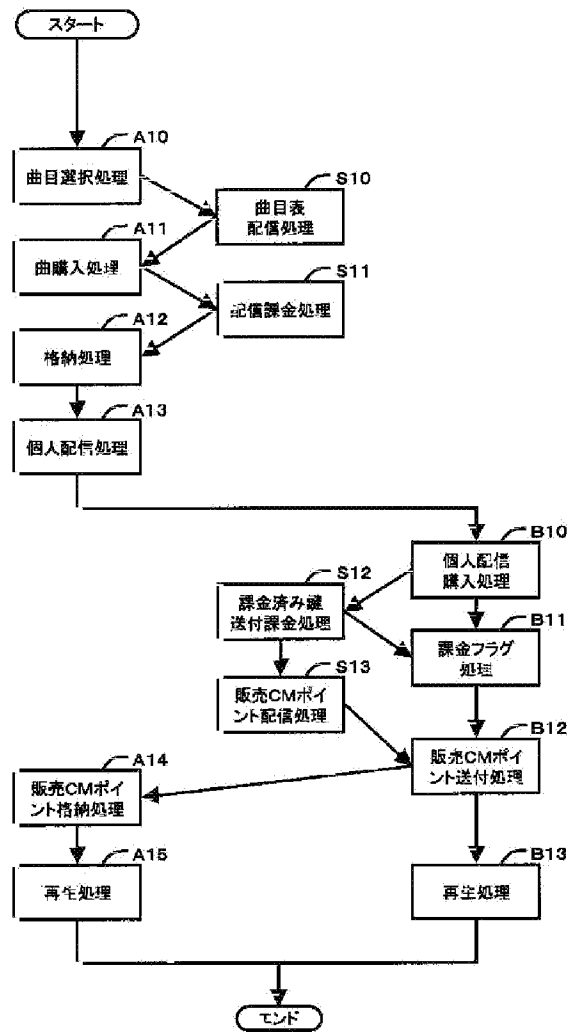 スタート
A10
曲目選択処理
S10
曲目表
配信処理
A11
曲購入処理
S11
配信課金処理
A12
格納処理
A13
個人配信処理
B10
個人配信
購入処理
S12
課金済み鍵
送付課金処理
B11
課金フラグ
処理
S13
販売CMポイ
ント配信処理
B12
販売CMポイ
ント送付処理
A14
販売CMポイ
ント格納処理
A15
再生処理
B13
再生処理
エンド